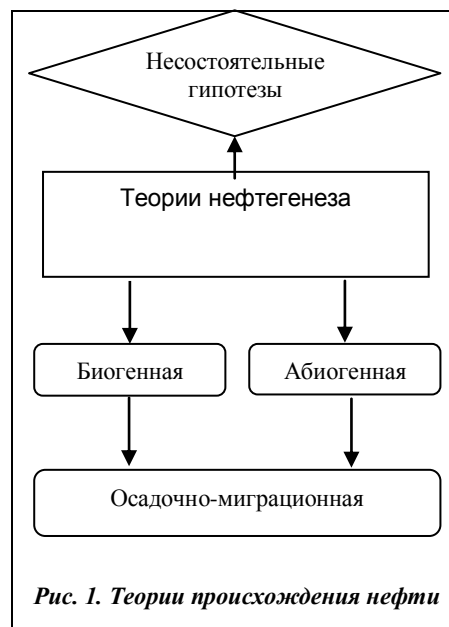 Несостоятельные
гипотезы
Теории нефтегенеза
Биогенная
Абиогенная
Осадочно-миграционная
Рис. 1. Теории происхождения нефти